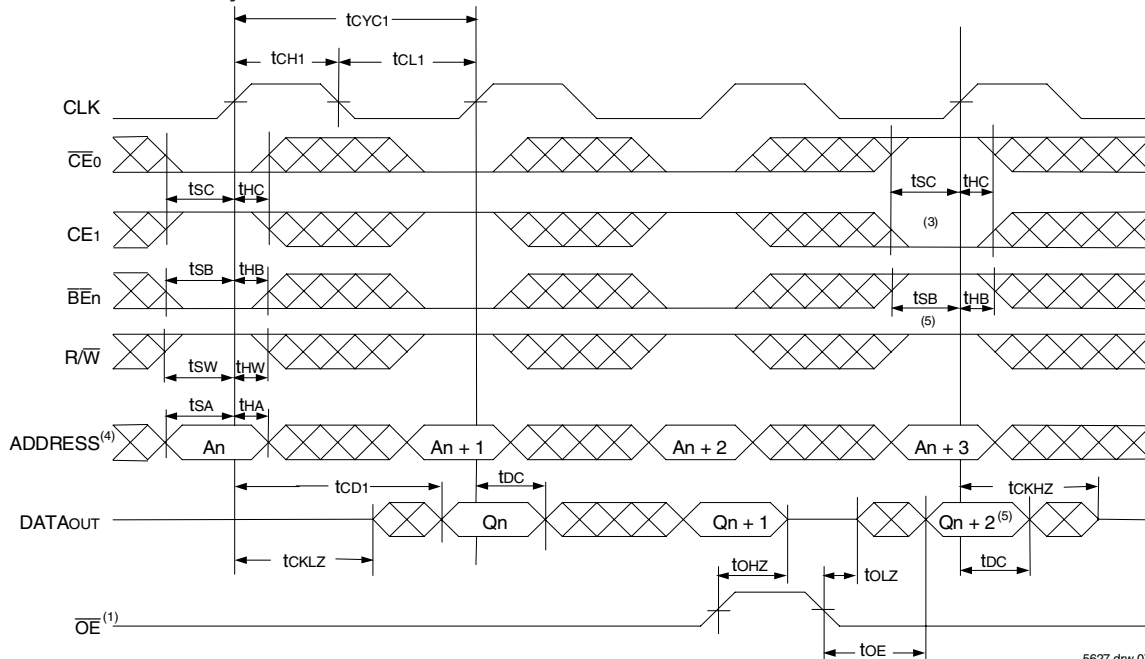 tCYC1
tCH1
tCL1
CLK
CE0
tSC
tHC
tSC
tHC
CE1
(3)
tSB
tHB
BEn
tSB
tHB
(5)
R/W
tSW
tHW
tSA
tHA
ADDRESS(4)
An
An + 1
An + 2
An + 3
tCD1
tDC
tCKHZ
DATAOUT
Qn
Qn + 1
Qn + 2(5)
tCKLZ
tOHZ
tOLZ
tDC
OE(1)
tOE